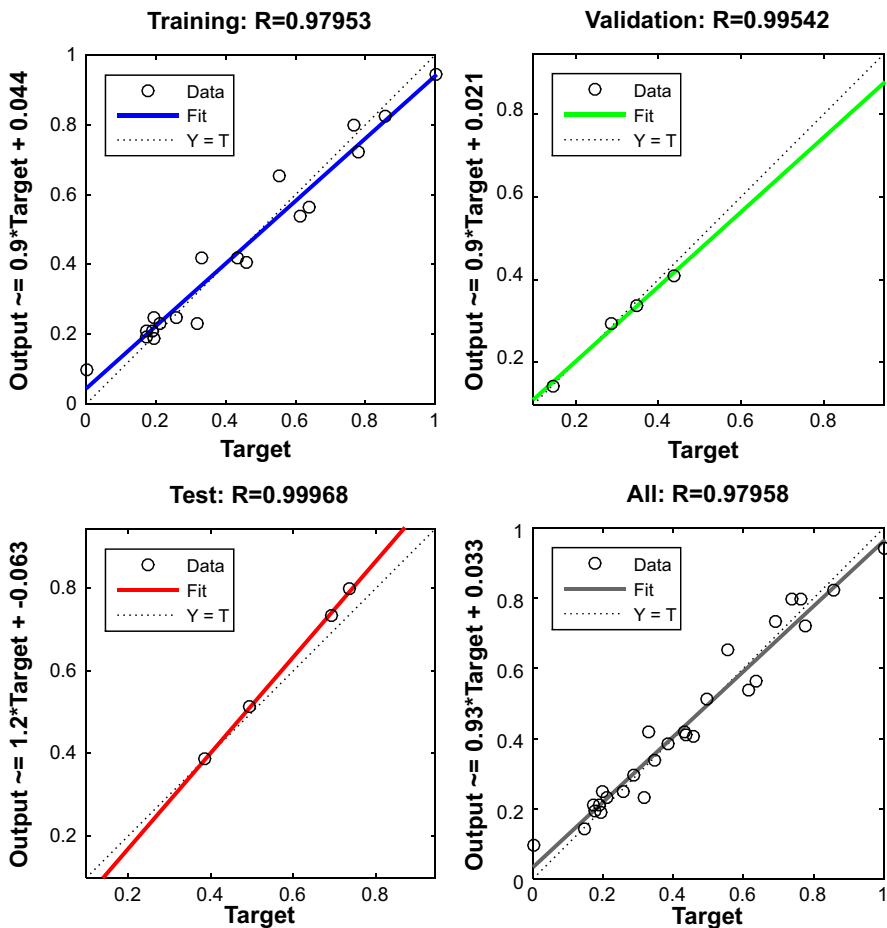 Training: R=0.97953
Output ~= 0.9*Target + 0.044
1
0.8
0.6
0.4
0.2
0
Data
Fit
Y = T
0 0.2 0.4 0.6 0.8 1
Target
Validation: R=0.99542
Output ~= 0.9*Target + 0.021
0.8
0.6
0.4
0.2
Data
Fit
Y = T
0.2 0.4 0.6 0.8
Target
Test: R=0.99968
Output ~= 1.2*Target + -0.063
0.8
0.6
0.4
0.2
Data
Fit
Y = T
0.2 0.4 0.6 0.8
Target
All: R=0.97958
Output ~= 0.93*Target + 0.033
1
0.8
0.6
0.4
0.2
0
Data
Fit
Y = T
0 0.2 0.4 0.6 0.8 1
Target